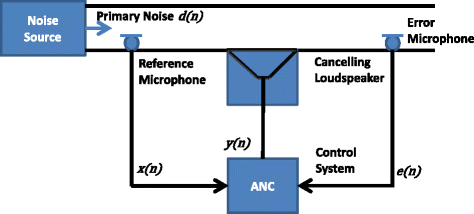 Noise
Source
Primary Noise d(n)
Error
Microphone
Reference
Microphone
Cancelling
Loudspeaker
y(n)
x(n)
ANC
Control
System
e(n)